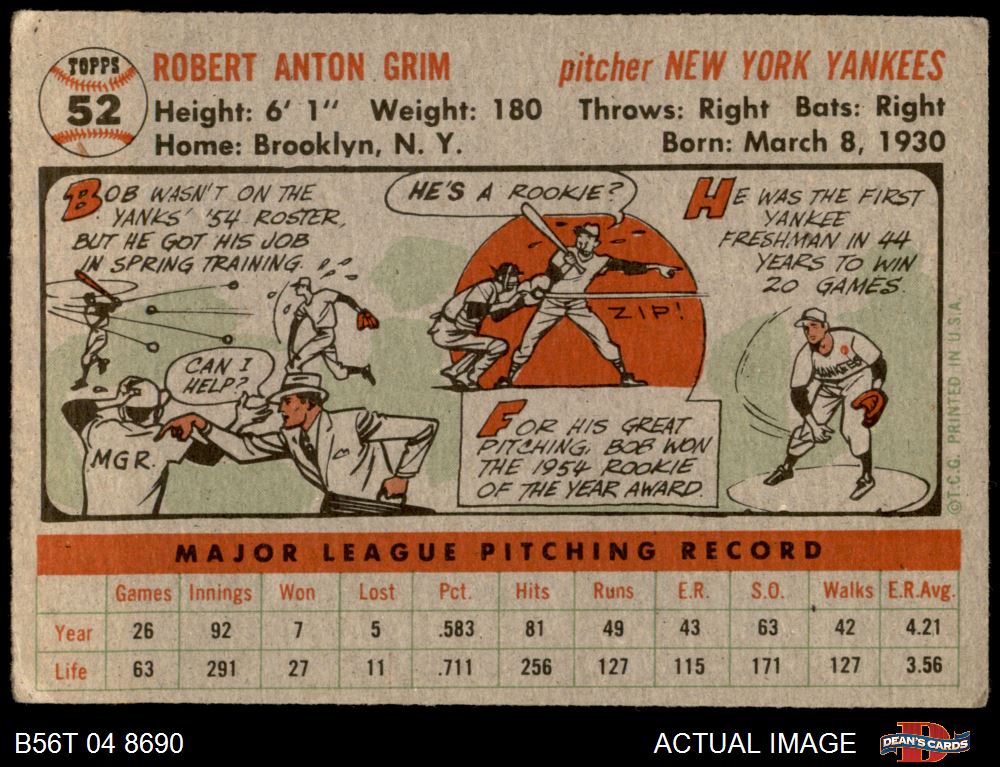 TOPPS
52
ROBERT ANTON GRIM pitcher NEW YORK YANKEES
Height: 6' 1" Weight: 180 Throws: Right Bats: Right
Home: Brooklyn, N. Y. Born: March 8, 1930
BOB WASN'T ON THE
YANKS' '54 ROSTER,
BUT HE GOT HIS JOB
IN SPRING TRAINING.
CAN I
HELP?
MGR.
HE'S A ROOKIE?
ZIP!
FOR HIS GREAT
PITCHING, BOB WON
THE 1954 ROOKIE
OF THE YEAR AWARD.
HE WAS THE FIRST
YANKEE
FRESHMAN IN 44
YEARS TO WIN
20 GAMES.
YANKEES
©T.C.G. PRINTED IN U.S.A.
MAJOR LEAGUE PITCHING RECORD
Games Innings Won Lost Pct. Hits Runs E.R. S.O. Walks E.R.Avg.
Year 26 92 7 5 .583 81 49 43 63 42 4.21
Life 63 291 27 11 .711 256 127 115 171 127 3.56
B56T 04 8690 ACTUAL IMAGE DEAN'S CARDS